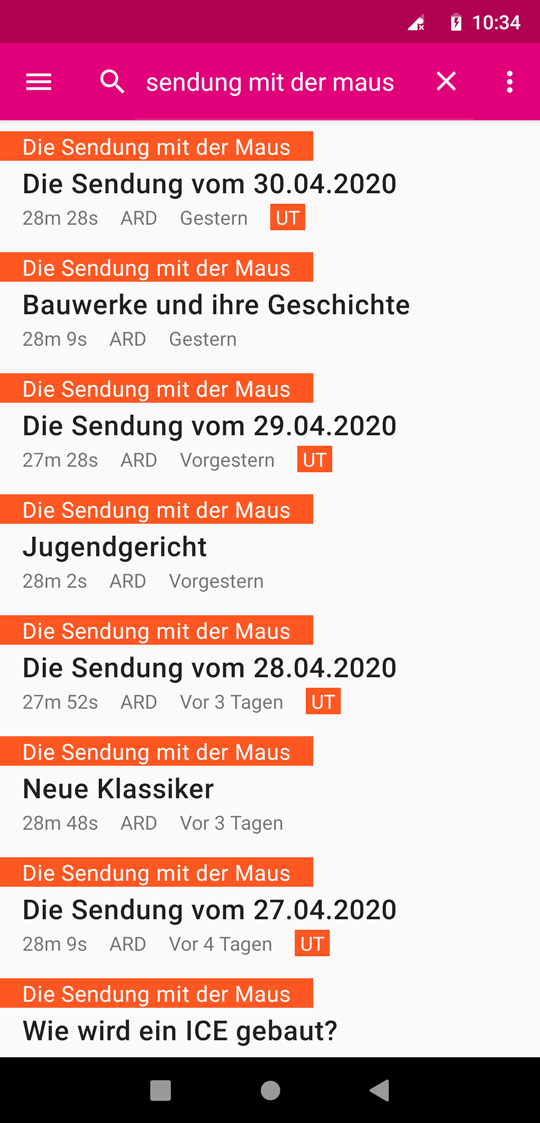 10:34
sendung mit der maus
Die Sendung mit der Maus
Die Sendung vom 30.04.2020
28m 28s ARD Gestern UT
Die Sendung mit der Maus
Bauwerke und ihre Geschichte
28m 9s ARD Gestern
Die Sendung mit der Maus
Die Sendung vom 29.04.2020
27m 28s ARD Vorgestern UT
Die Sendung mit der Maus
Jugendgericht
28m 2s ARD Vorgestern
Die Sendung mit der Maus
Die Sendung vom 28.04.2020
27m 52s ARD Vor 3 Tagen UT
Die Sendung mit der Maus
Neue Klassiker
28m 48s ARD Vor 3 Tagen
Die Sendung mit der Maus
Die Sendung vom 27.04.2020
28m 9s ARD Vor 4 Tagen UT
Die Sendung mit der Maus
Wie wird ein ICE gebaut?